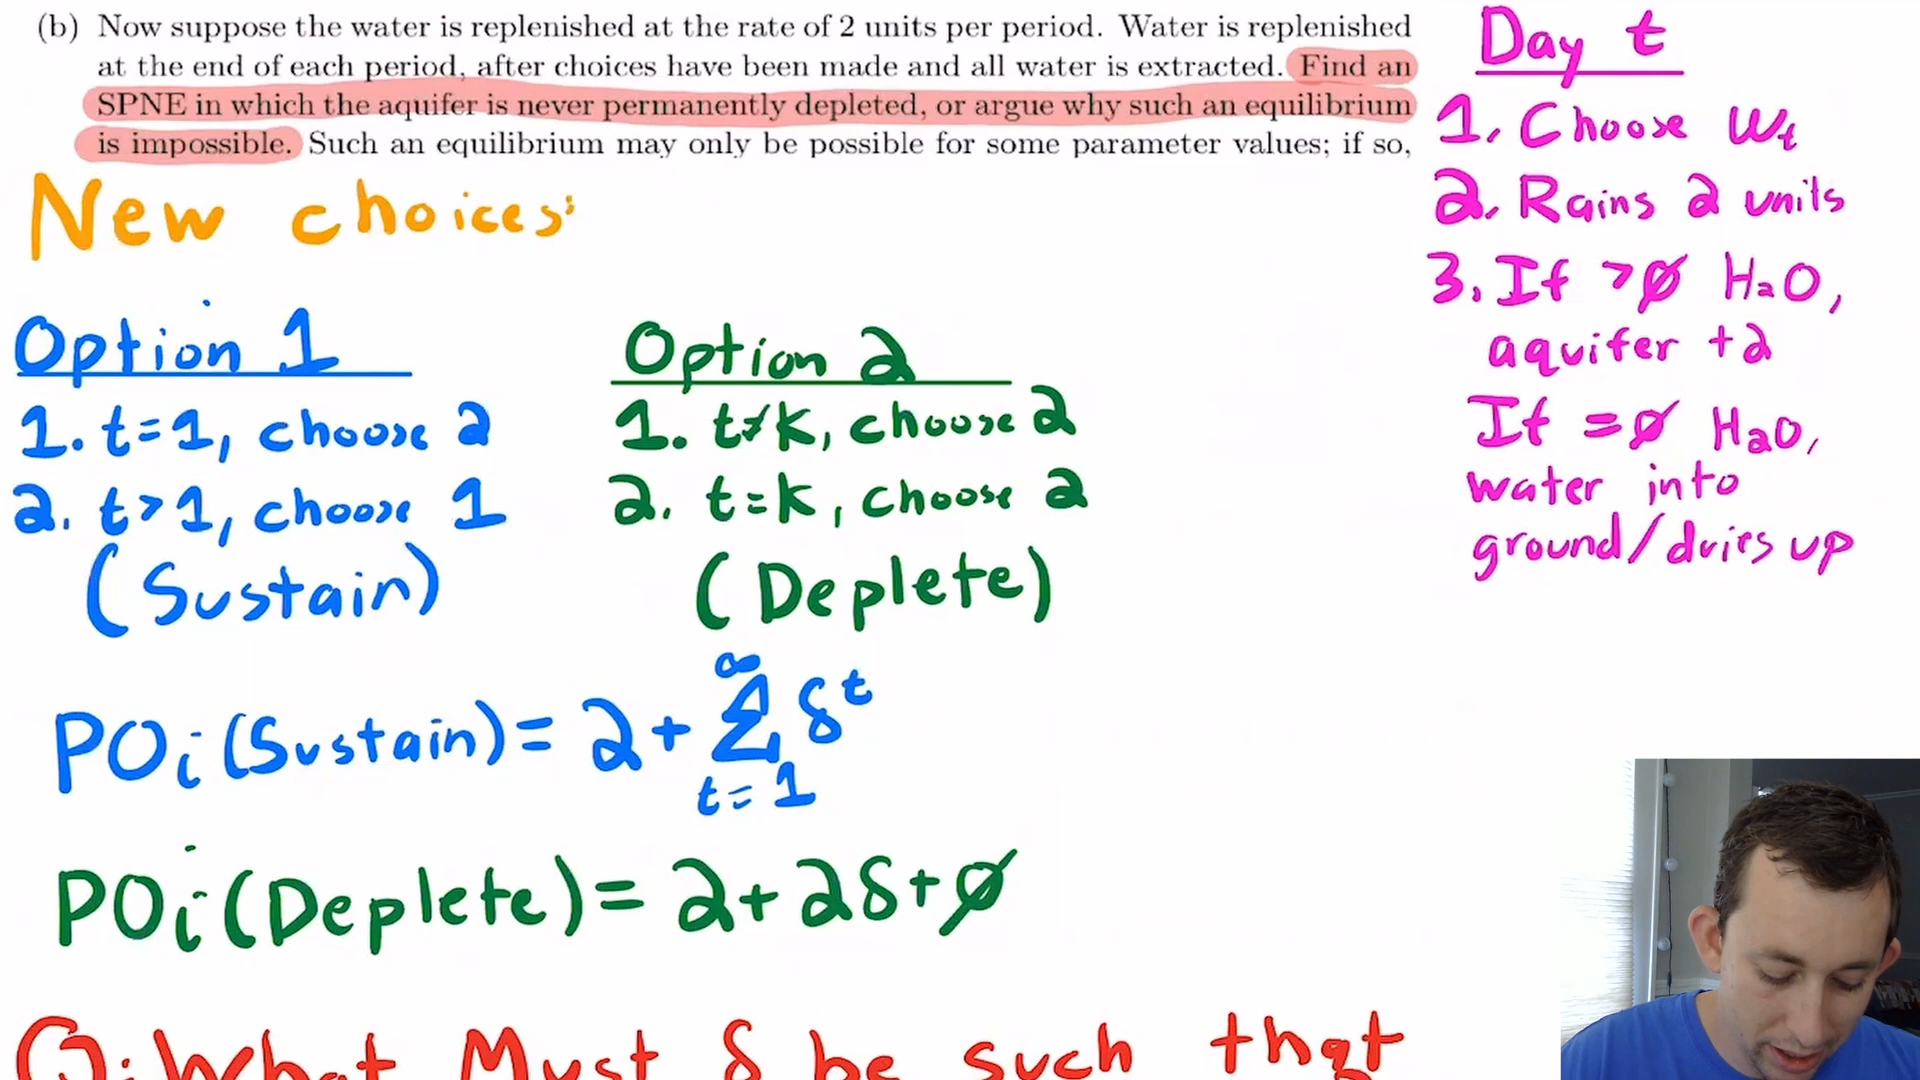 (b) Now suppose the water is replenished at the rate of 2 units per period. Water is replenished
at the end of each period, after choices have been made and all water is extracted. Find an
SPNE in which the aquifer is never permanently depleted, or argue why such an equilibrium
is impossible. Such an equilibrium may only be possible for some parameter values; if so,
New choices:
Option 1
1. t=1, choose 2
2. t>1, choose 1
(Sustain)
Option 2
1. t≠k, choose 2
2. t=k, choose 2
(Deplete)
POi(Sustain)= 2+ ∞Σt=1 δ^t
POi(Deplete)= 2+2δ+∅
Q: What Must δ be such that
Day t
1. Choose Wt
2. Rains 2 units
3. If >∅ H2O,
aquifer +2
If =∅ H2O,
water into
ground/dries up